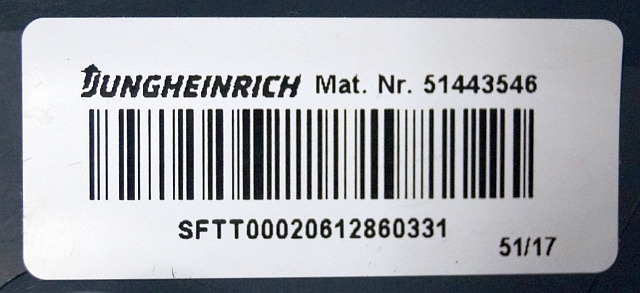 JUNGHEINRICH Mat. Nr. 51443546
SFTT00020612860331
51/17